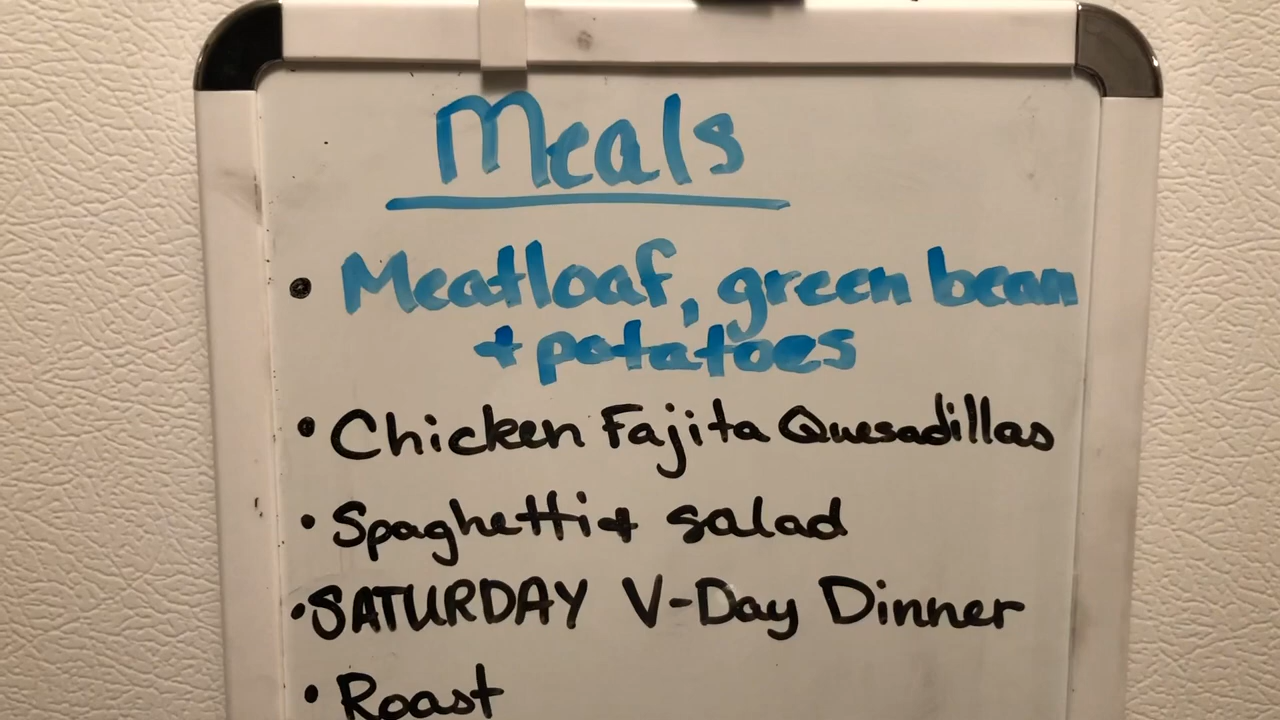 Meals
• Meatloaf, green bean
+ potatoes
• Chicken Fajita Quesadillas
• Spaghetti + salad
• SATURDAY V-Day Dinner
• Roast